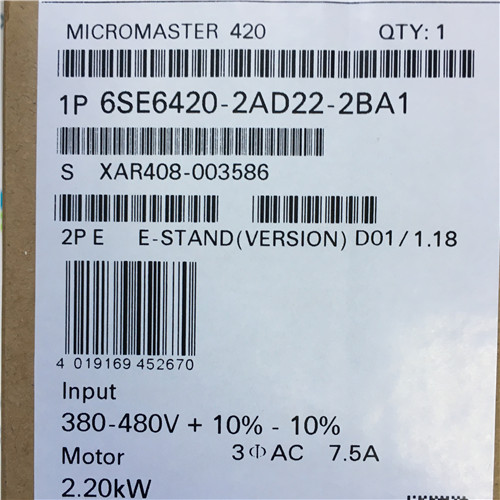 MICROMASTER 420 QTY: 1
1P 6SE6420-2AD22-2BA1
S XAR408-003586
2P E E-STAND(VERSION) D01/1.18
4 019169 452670
Input
380-480V + 10% - 10%
Motor 3ΦAC 7.5A
2.20kW